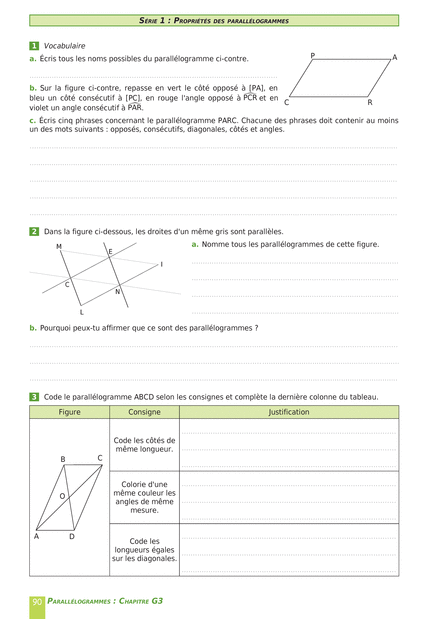 Série 1 : Propriétés des parallélogrammes
1 Vocabulaire
a. Écris tous les noms possibles du parallélogramme ci-contre.
P
A
b. Sur la figure ci-contre, repasse en vert le côté opposé à [PA], en
bleu un côté consécutif à [PC], en rouge l'angle opposé à PCR et en
violet un angle consécutif à PAR.
C
R
c. Écris cinq phrases concernant le parallélogramme PARC. Chacune des phrases doit contenir au moins
un des mots suivants : opposés, consécutifs, diagonales, côtés et angles.
2 Dans la figure ci-dessous, les droites d'un même gris sont parallèles.
M
E
I
C
N
L
a. Nomme tous les parallélogrammes de cette figure.
b. Pourquoi peux-tu affirmer que ce sont des parallélogrammes ?
3 Code le parallélogramme ABCD selon les consignes et complète la dernière colonne du tableau.
Figure Consigne Justification
B
C
O
A
D
Code les côtés de
même longueur.
Colorie d'une
même couleur les
angles de même
mesure.
Code les
longueurs égales
sur les diagonales.
90 Parallélogrammes : Chapitre G3